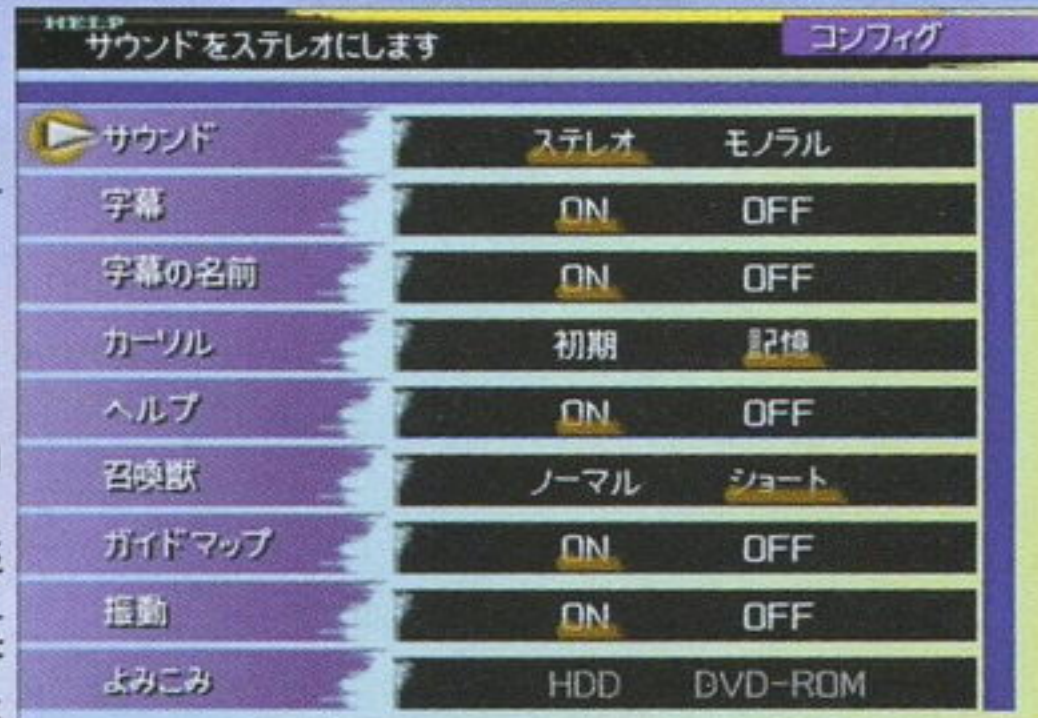 HELP
サウンドをステレオにします
コンフィグ
サウンド ステレオ モノラル
字幕 ON OFF
字幕の名前 ON OFF
カーソル 初期 記憶
ヘルプ ON OFF
召喚獣 ノーマル ショート
ガイドマップ ON OFF
振動 ON OFF
よみこみ HDD DVD-ROM